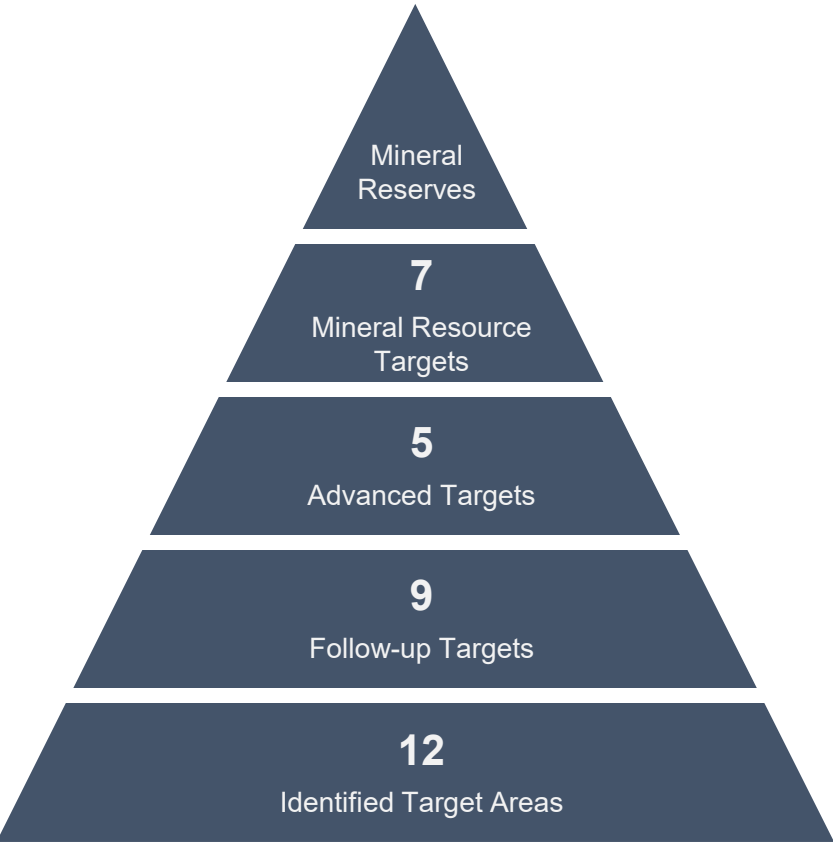 Mineral
Reserves
7
Mineral Resource
Targets
5
Advanced Targets
9
Follow-up Targets
12
Identified Target Areas